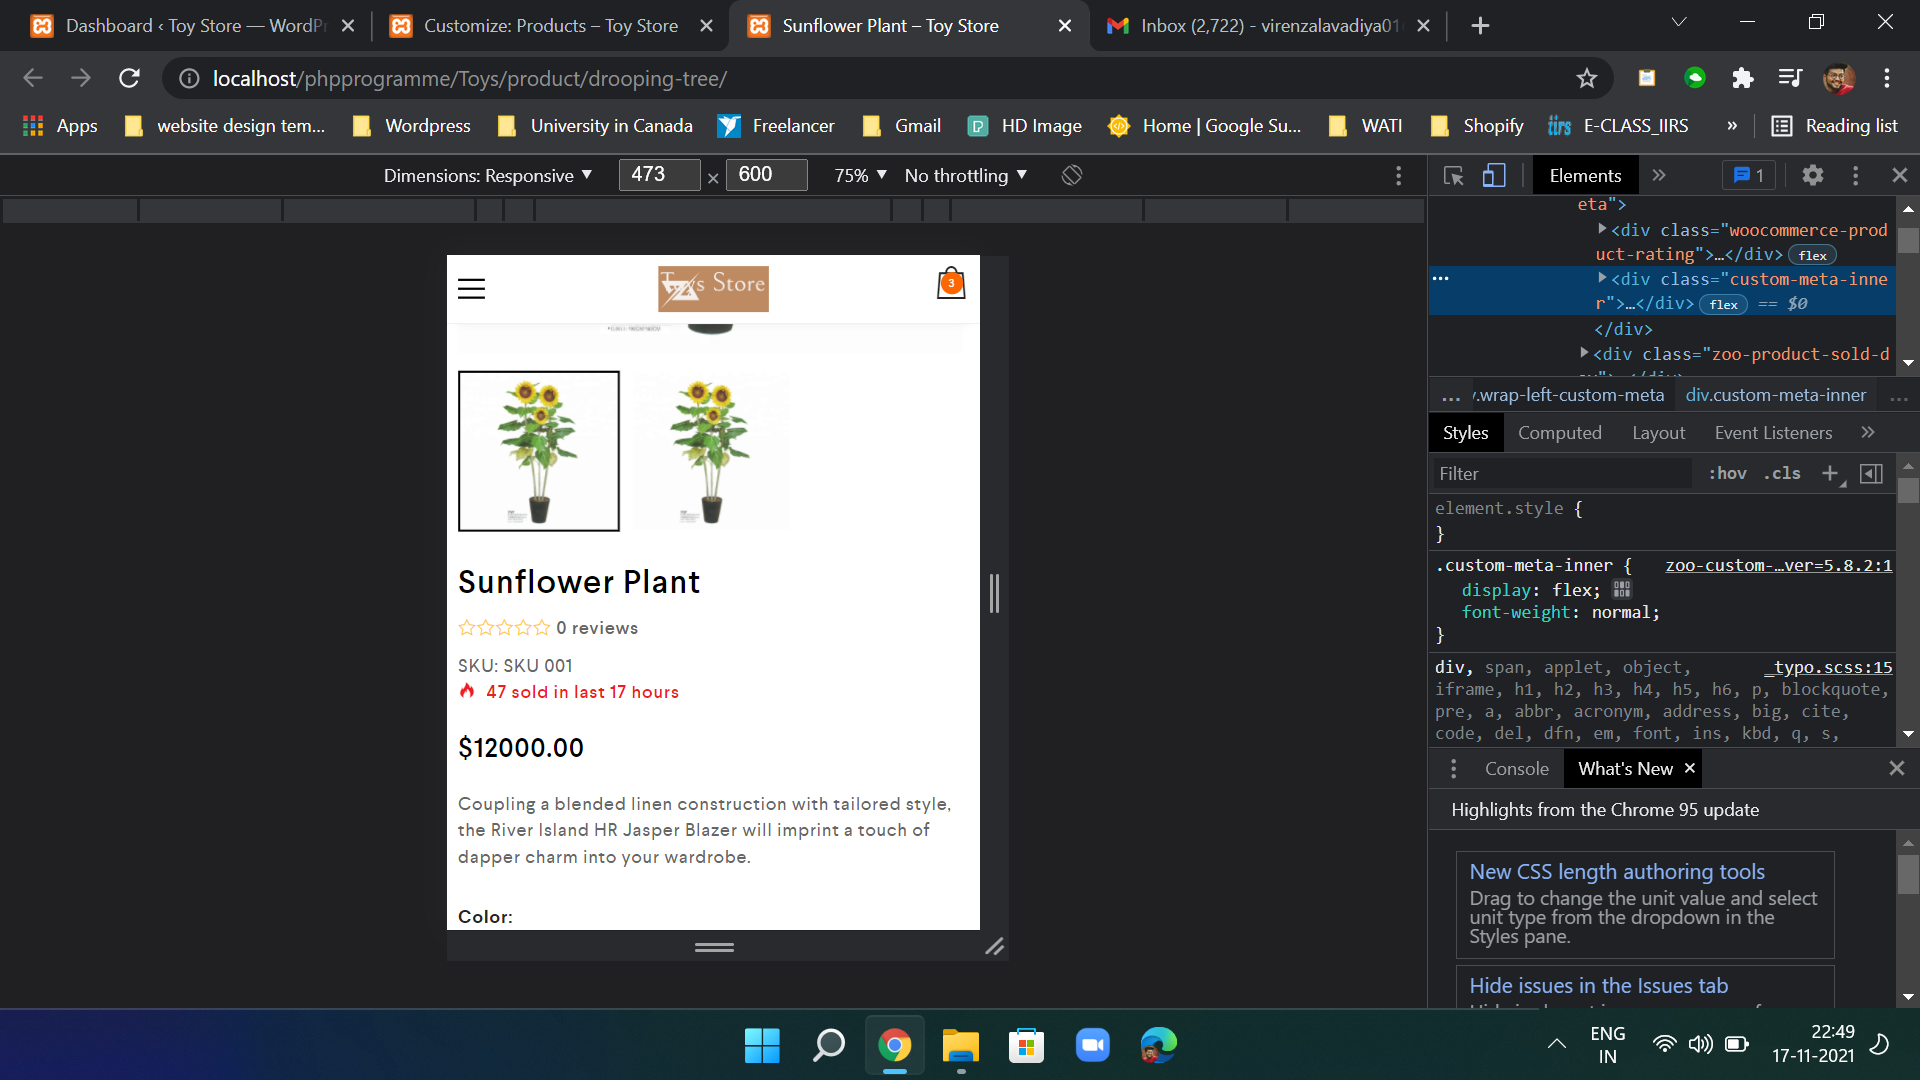 Dashboard ‹ Toy Store — WordPr
Customize: Products – Toy Store
Sunflower Plant – Toy Store
Inbox (2,722) - virenzalavadiya01
localhost/phpprogramme/Toys/product/drooping-tree/
Apps
website design tem...
Wordpress
University in Canada
Freelancer
Gmail
HD Image
Home | Google Su...
WATI
Shopify
iirs E-CLASS_IIRS
»
Reading list
Dimensions: Responsive ▼ 473 × 600 75% ▼ No throttling ▼
Elements » 1
eta">
<div class="woocommerce-prod
uct-rating">…</div> flex
<div class="custom-meta-inne
r">…</div> flex == $0
</div>
<div class="zoo-product-sold-d
... .wrap-left-custom-meta div.custom-meta-inner ...
Styles Computed Layout Event Listeners »
Filter :hov .cls +
element.style {
}
.custom-meta-inner { zoo-custom-…ver=5.8.2:1
display: flex;
font-weight: normal;
}
div, span, applet, object, _typo.scss:15
iframe, h1, h2, h3, h4, h5, h6, p, blockquote,
pre, a, abbr, acronym, address, big, cite,
code, del, dfn, em, font, ins, kbd, q, s,
Console What's New ×
Highlights from the Chrome 95 update
New CSS length authoring tools
Drag to change the unit value and select
unit type from the dropdown in the
Styles pane.
Hide issues in the Issues tab
Toys Store
3
Sunflower Plant
0 reviews
SKU: SKU 001
47 sold in last 17 hours
$12000.00
Coupling a blended linen construction with tailored style,
the River Island HR Jasper Blazer will imprint a touch of
dapper charm into your wardrobe.
Color:
ENG
IN
22:49
17-11-2021